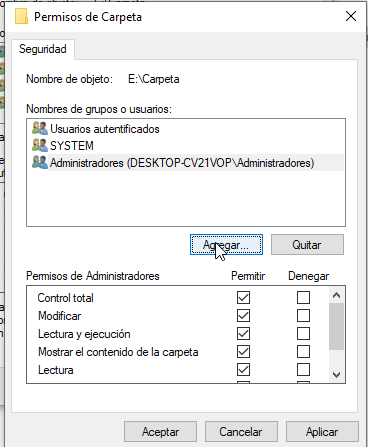 Permisos de Carpeta
Seguridad
Nombre de objeto: E:\Carpeta
Nombres de grupos o usuarios:
Usuarios autentificados
SYSTEM
Administradores (DESKTOP-CV21VOP\Administradores)
Agregar... Quitar
Permisos de Administradores Permitir Denegar
Control total
Modificar
Lectura y ejecución
Mostrar el contenido de la carpeta
Lectura
Aceptar Cancelar Aplicar